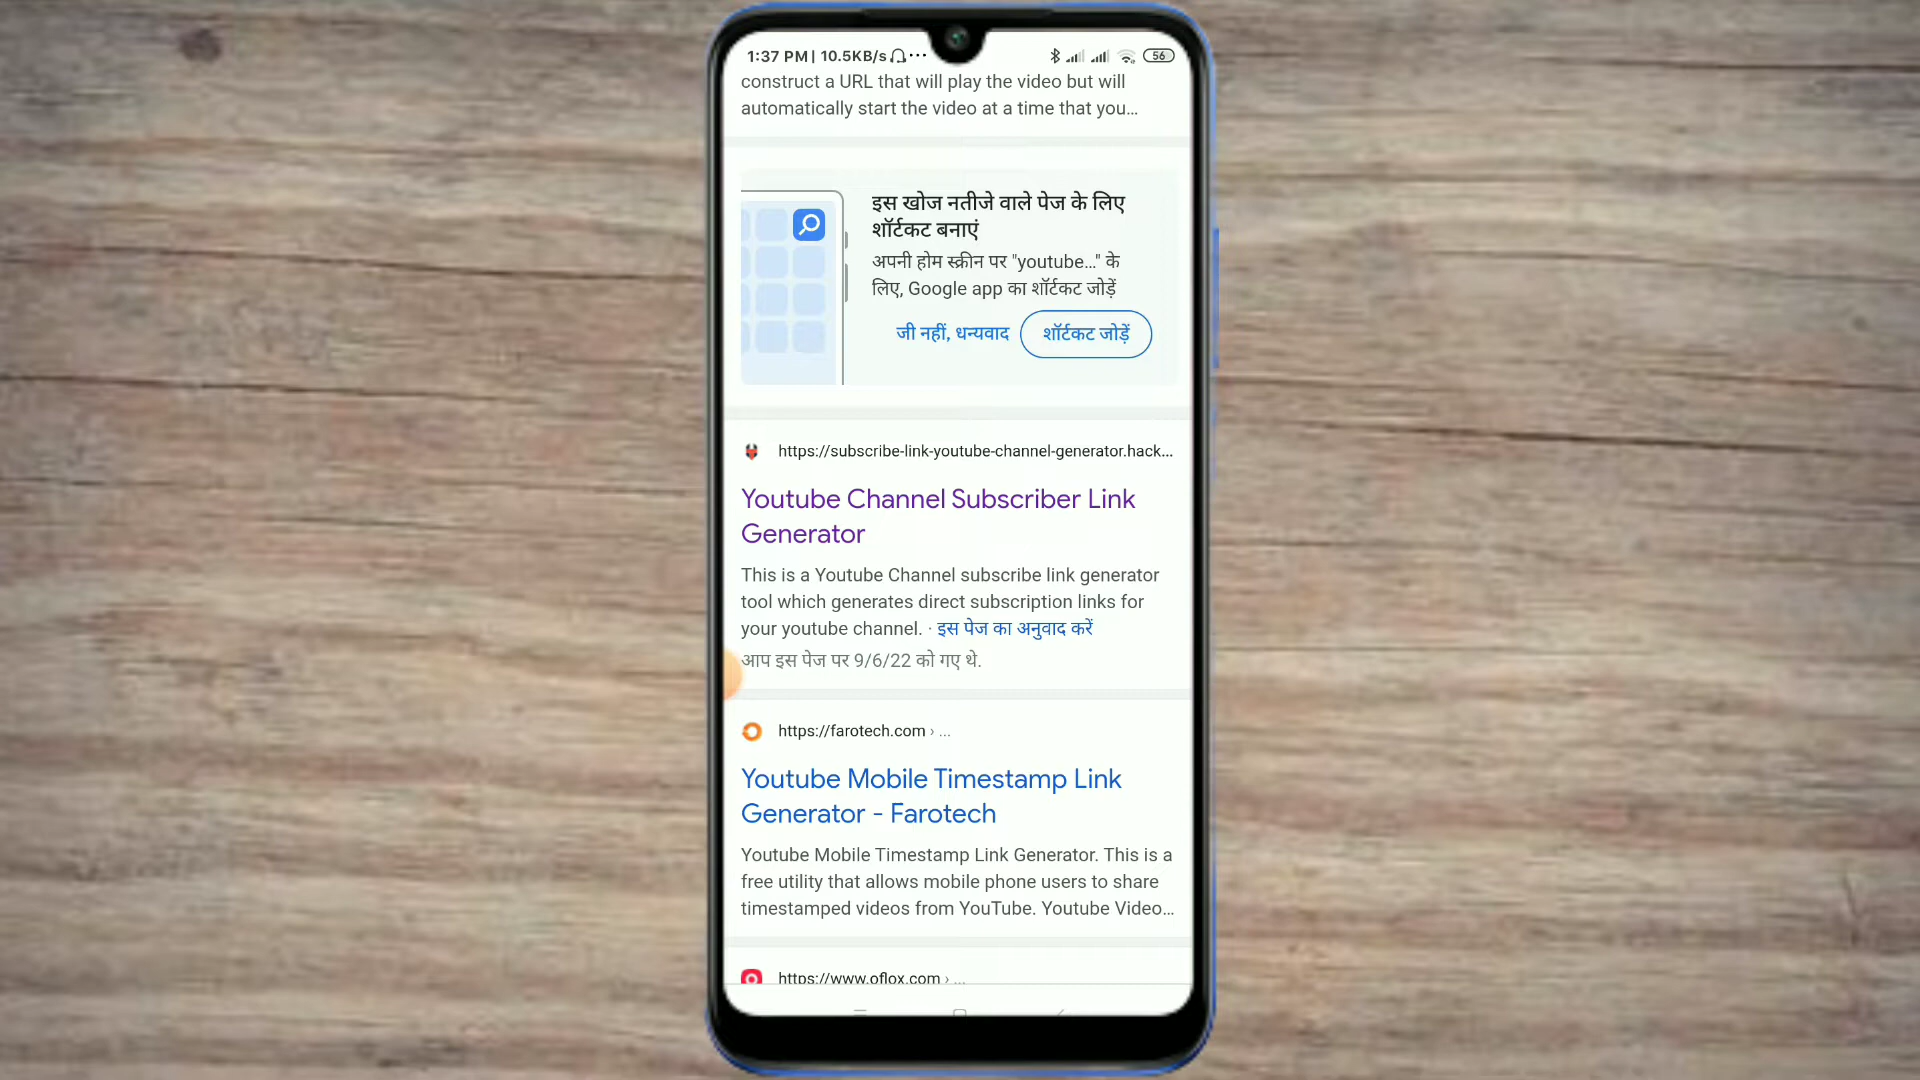 1:37 PM | 10.5KB/s ...
56
construct a URL that will play the video but will
automatically start the video at a time that you...
इस खोज नतीजे वाले पेज के लिए
शॉर्टकट बनाएं
अपनी होम स्क्रीन पर "youtube..." के
लिए, Google app का शॉर्टकट जोड़ें
जी नहीं, धन्यवाद
शॉर्टकट जोड़ें
https://subscribe-link-youtube-channel-generator.hack...
Youtube Channel Subscriber Link
Generator
This is a Youtube Channel subscribe link generator
tool which generates direct subscription links for
your youtube channel. · इस पेज का अनुवाद करें
आप इस पेज पर 9/6/22 को गए थे.
https://farotech.com › ...
Youtube Mobile Timestamp Link
Generator - Farotech
Youtube Mobile Timestamp Link Generator. This is a
free utility that allows mobile phone users to share
timestamped videos from YouTube. Youtube Video...
https://www.oflox.com › ...